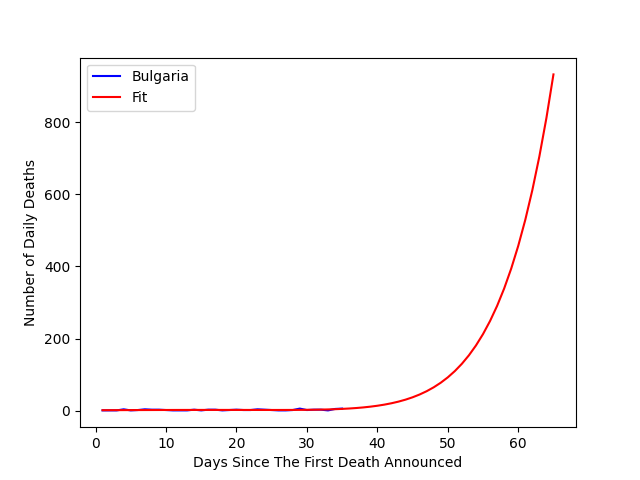 Bulgaria
Fit
800
600
400
200
0
Number of Daily Deaths
0 10 20 30 40 50 60
Days Since The First Death Announced